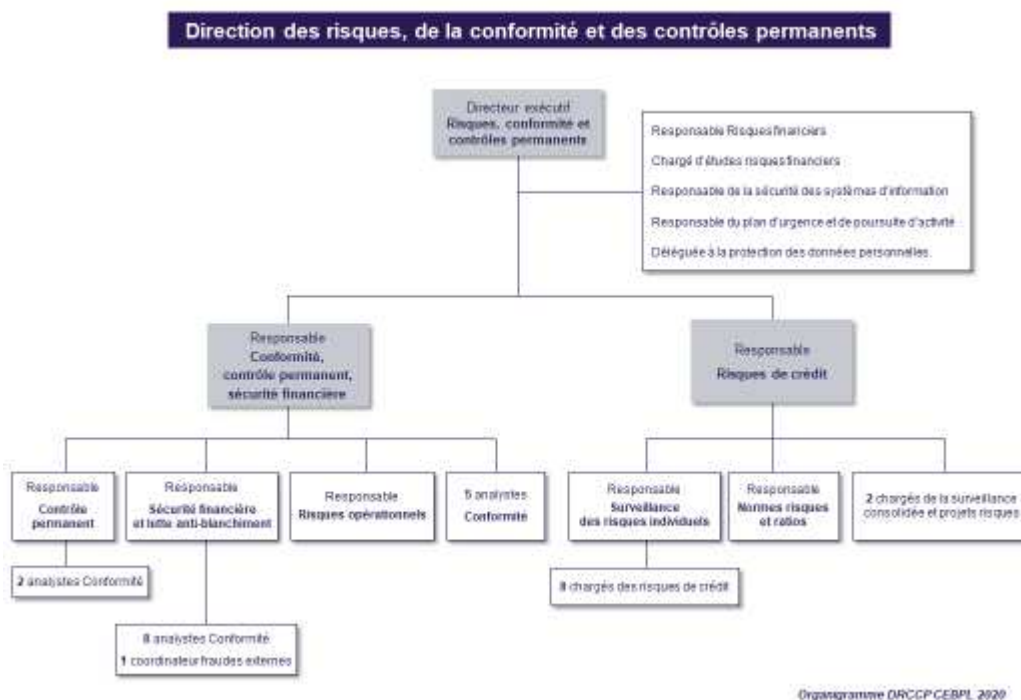 Direction des risques, de la conformité et des contrôles permanents
Directeur exécutif
Risques, conformité et
contrôles permanents
Responsable Risques financiers
Chargé d'études risques financiers
Responsable de la sécurité des systèmes d'information
Responsable du plan d'urgence et de poursuite d'activité
Déléguée à la protection des données personnelles.
Responsable
Conformité,
contrôle permanent,
sécurité financière
Responsable
Risques de crédit
Responsable
Contrôle
permanent
Responsable
Sécurité financière
et lutte anti-blanchiment
Responsable
Risques opérationnels
5 analystes
Conformité
Responsable
Surveillance
des risques individuels
Responsable
Normes risques
et ratios
2 chargés de la surveillance
consolidée et projets risques
2 analystes Conformité
8 chargés des risques de crédit
8 analystes Conformité
1 coordinateur fraudes externes
Organigramme DRCCP CEBPL 2020